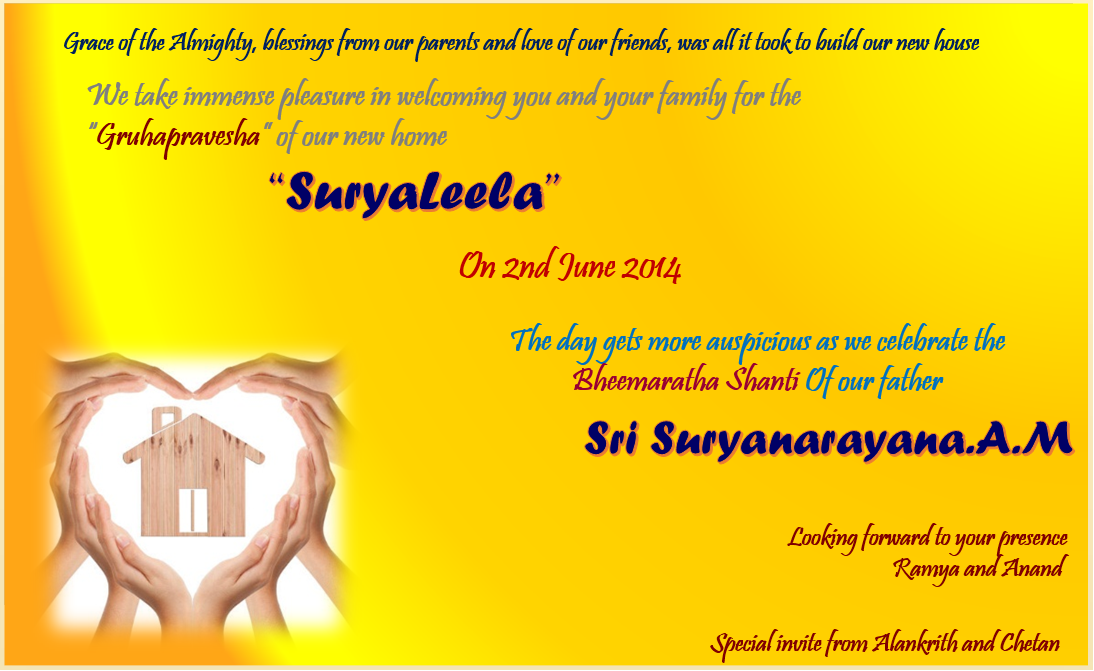 Grace of the Almighty, blessings from our parents and love of our friends, was all it took to build our new house
We take immense pleasure in welcoming you and your family for the
"Gruhapravesha" of our new home
“SuryaLeela”
On 2nd June 2014
The day gets more auspicious as we celebrate the
Bheemaratha Shanti Of our father
Sri Suryanarayana.A.M
Looking forward to your presence
Ramya and Anand
Special invite from Alankrith and Chetan